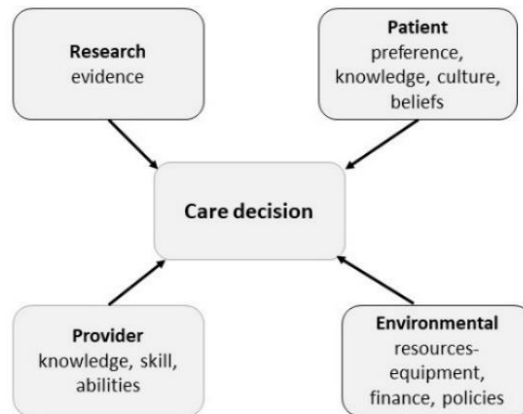 Research
evidence
Patient
preference,
knowledge, culture,
beliefs
Care decision
Provider
knowledge, skill,
abilities
Environmental
resources-
equipment,
finance, policies